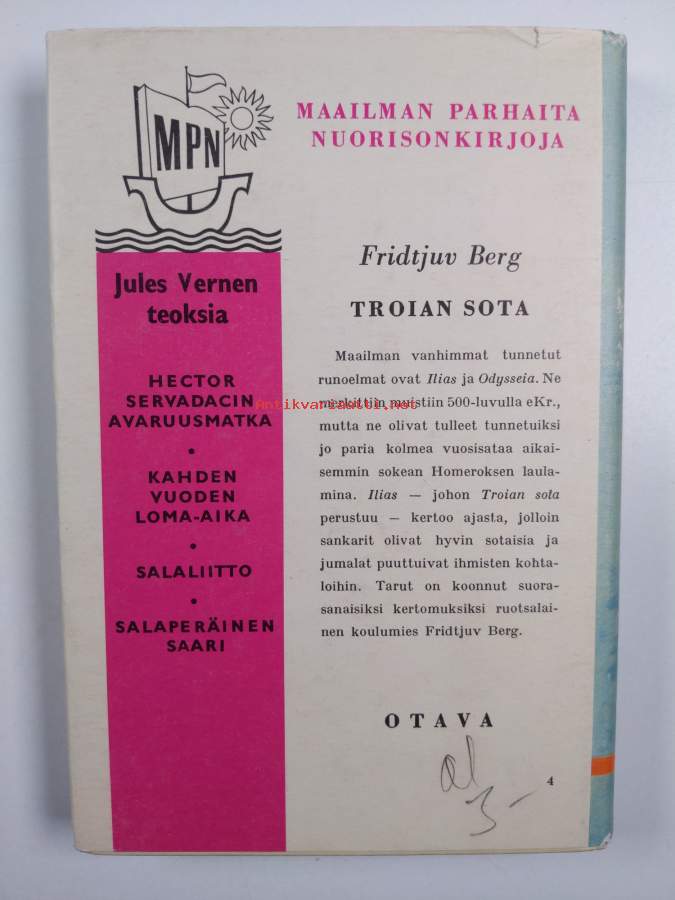 MPN
MAAILMAN PARHAITA
NUORISONKIRJOJA
Jules Vernen
teoksia
HECTOR
SERVADACIN
AVARUUSMATKA
•
KAHDEN
VUODEN
LOMA-AIKA
•
SALALIITTO
•
SALAPERÄINEN
SAARI
Fridtjuv Berg
TROIAN SOTA
Maailman vanhimmat tunnetut
runoelmat ovat Ilias ja Odysseia. Ne
merkittiin muistiin 500-luvulla eKr.,
mutta ne olivat tulleet tunnetuiksi
jo paria kolmea vuosisataa aikai-
semmin sokean Homeroksen laula-
mina. Ilias — johon Troian sota
perustuu — kertoo ajasta, jolloin
sankarit olivat hyvin sotaisia ja
jumalat puuttuivat ihmisten kohta-
loihin. Tarut on koonnut suora-
sanaisiksi kertomuksiksi ruotsalai-
nen koulumies Fridtjuv Berg.
Antikvariaatti.net
OTAVA
3-
4